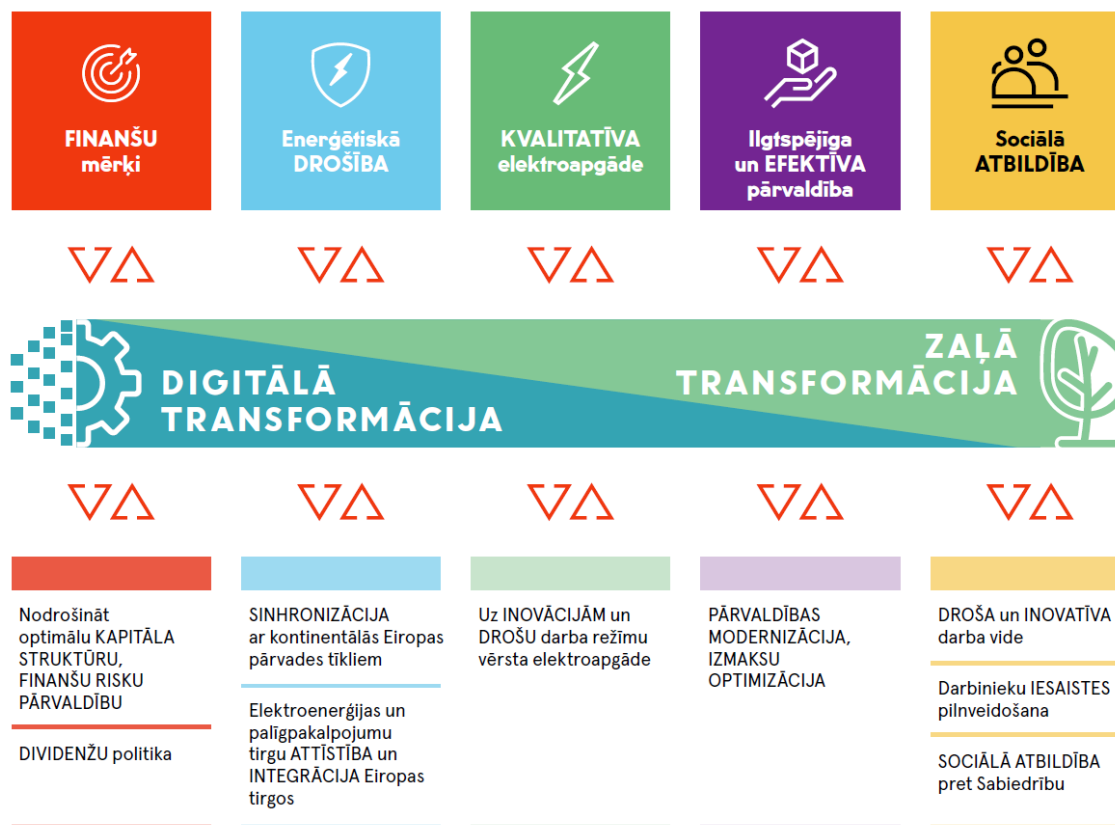 FINANŠU
mērķi
Enerģētiskā
DROŠĪBA
KVALITATĪVA
elektroapgāde
Ilgtspējīga
un EFEKTĪVA
pārvaldība
Sociālā
ATBILDĪBA
DIGITĀLĀ
TRANSFORMĀCIJA
ZAĻĀ
TRANSFORMĀCIJA
Nodrošināt
optimālu KAPITĀLA
STRUKTŪRU,
FINANŠU RISKU
PĀRVALDĪBU
DIVIDENŽU politika
SINHRONIZĀCIJA
ar kontinentālās Eiropas
pārvades tīkliem
Elektroenerģijas un
palīgpakalpojumu
tirgu ATTĪSTĪBA un
INTEGRĀCIJA Eiropas
tirgos
Uz INOVĀCIJĀM un
DROŠU darba režīmu
vērsta elektroapgāde
PĀRVALDĪBAS
MODERNIZĀCIJA,
IZMAKSU
OPTIMIZĀCIJA
DROŠA un INOVATĪVA
darba vide
Darbinieku IESAISTES
pilnveidošana
SOCIĀLĀ ATBILDĪBA
pret Sabiedrību